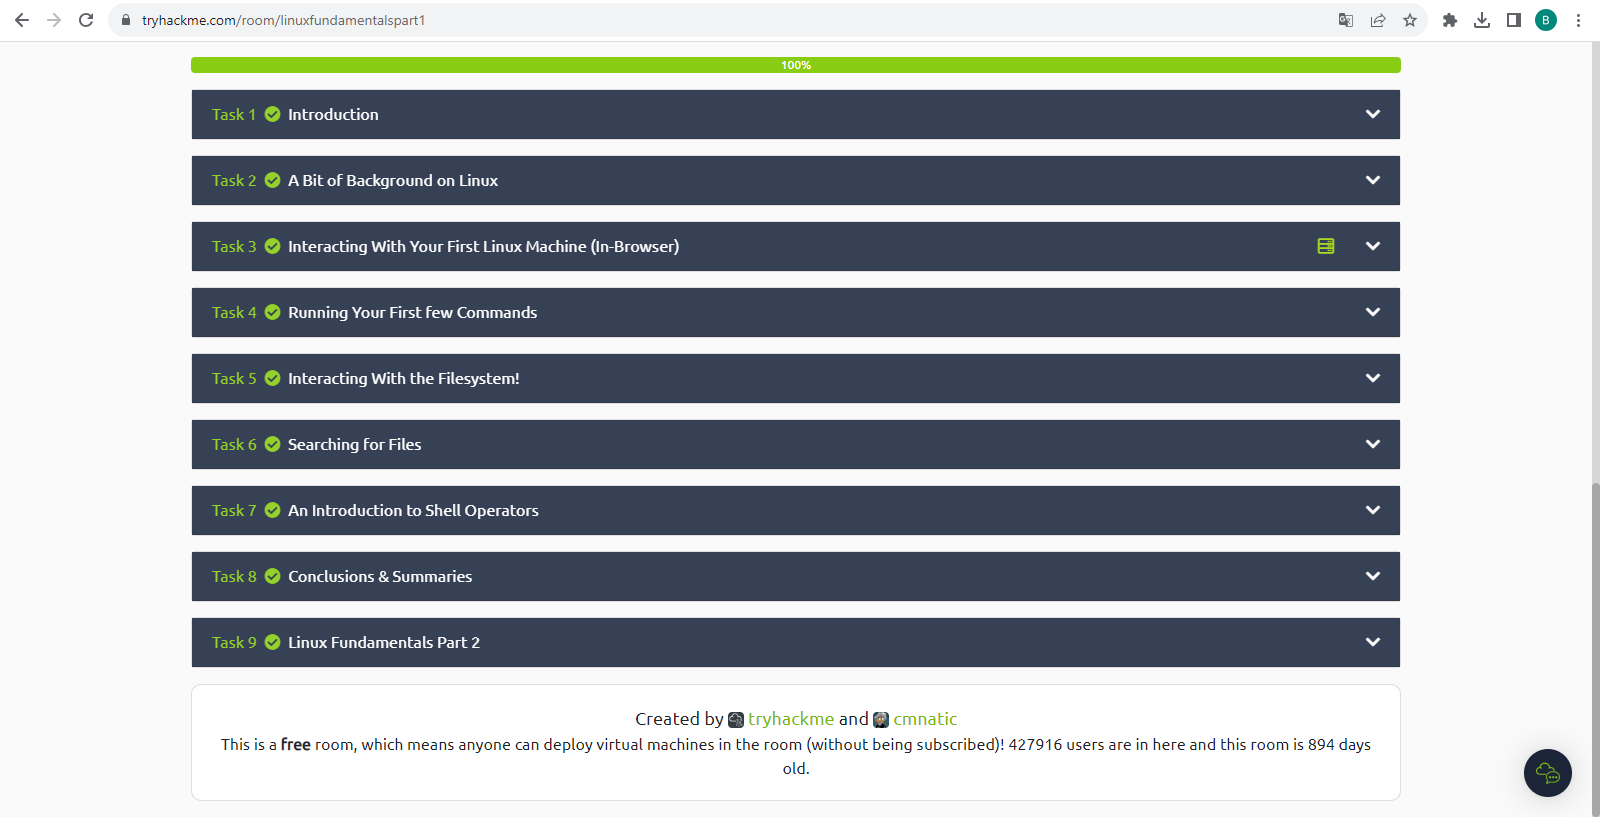 tryhackme.com/room/linuxfundamentalspart1
B
100%
Task 1 Introduction
Task 2 A Bit of Background on Linux
Task 3 Interacting With Your First Linux Machine (In-Browser)
Task 4 Running Your First few Commands
Task 5 Interacting With the Filesystem!
Task 6 Searching for Files
Task 7 An Introduction to Shell Operators
Task 8 Conclusions & Summaries
Task 9 Linux Fundamentals Part 2
Created by tryhackme and cmnatic
This is a free room, which means anyone can deploy virtual machines in the room (without being subscribed)! 427916 users are in here and this room is 894 days
old.